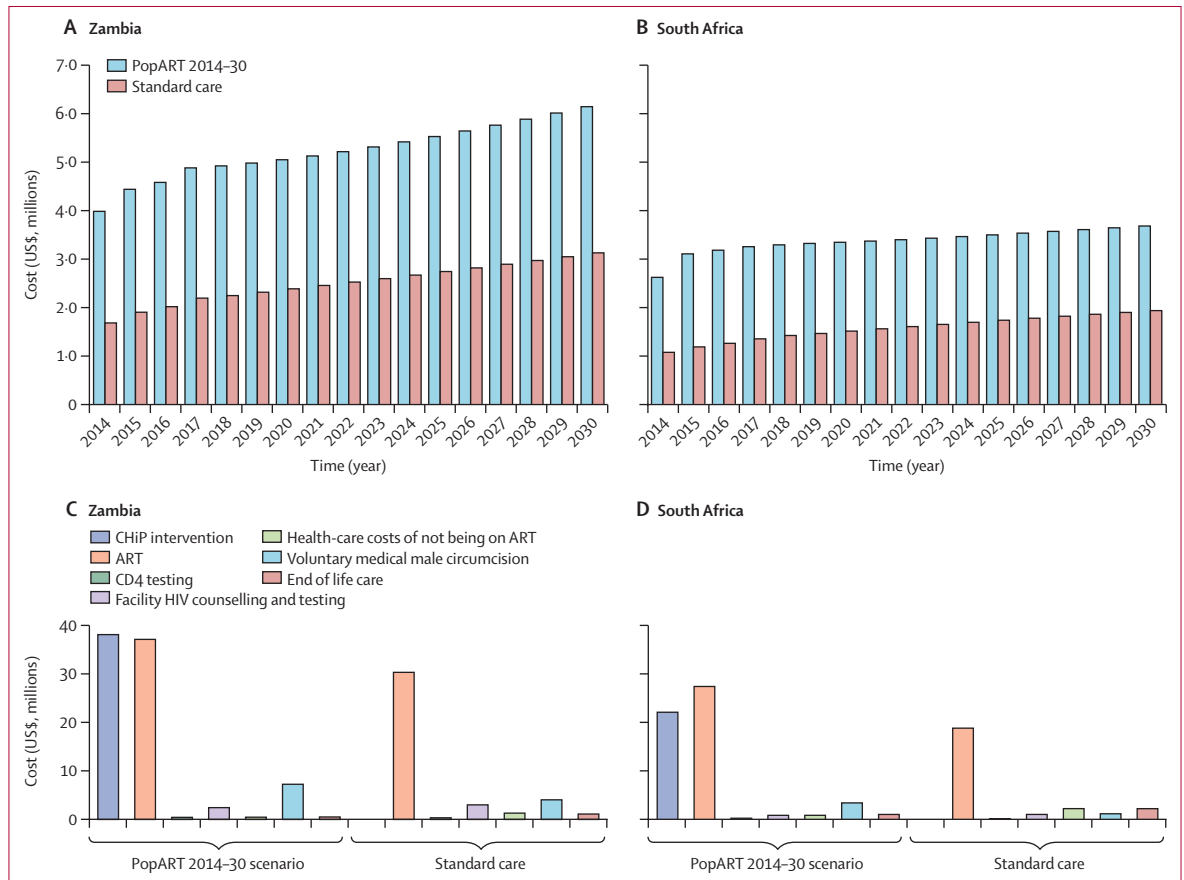 A Zambia
PopART 2014–30
Standard care
7·0
6·0
5·0
4·0
3·0
2·0
1·0
0
Cost (US$, millions)
2014 2015 2016 2017 2018 2019 2020 2021 2022 2023 2024 2025 2026 2027 2028 2029 2030
Time (year)
B South Africa
2014 2015 2016 2017 2018 2019 2020 2021 2022 2023 2024 2025 2026 2027 2028 2029 2030
Time (year)
C Zambia
CHiP intervention
ART
CD4 testing
Facility HIV counselling and testing
Health-care costs of not being on ART
Voluntary medical male circumcision
End of life care
40
30
20
10
0
Cost (US$, millions)
PopART 2014–30 scenario
Standard care
D South Africa
PopART 2014–30 scenario
Standard care